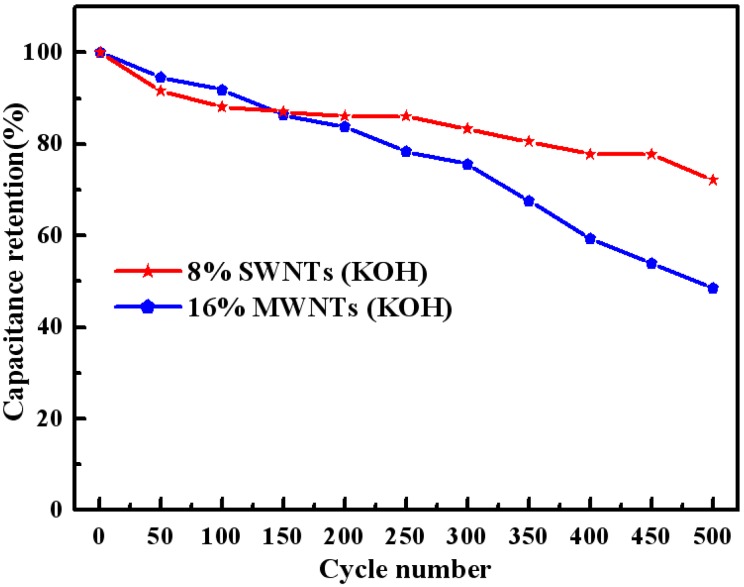 Capacitance retention(%)
100
80
60
40
20
0
8% SWNTs (KOH)
16% MWNTs (KOH)
0 50 100 150 200 250 300 350 400 450 500
Cycle number